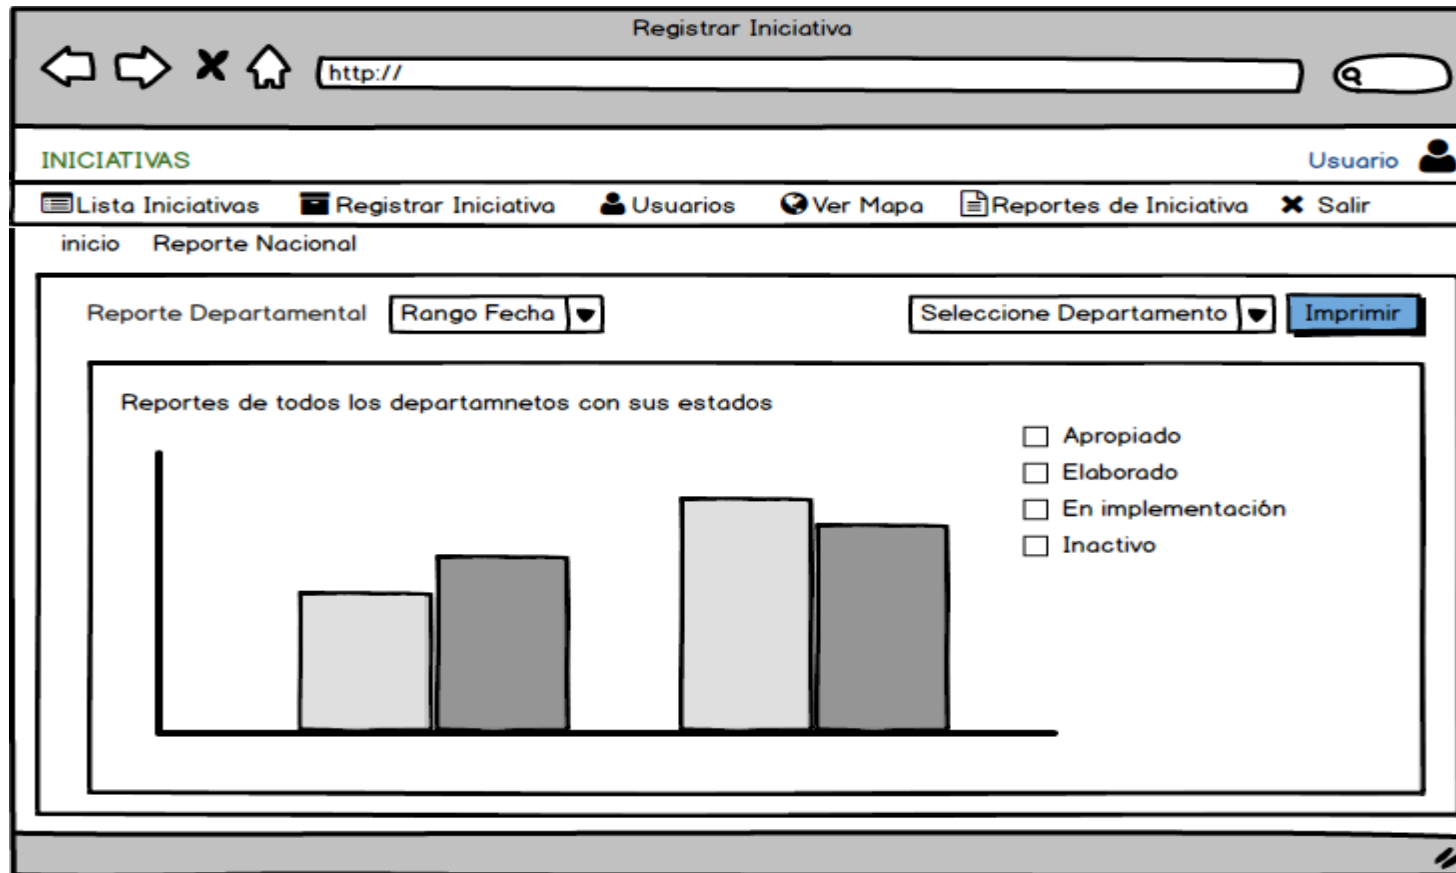 Registrar Iniciativa
http://
INICIATIVAS Usuario
Lista Iniciativas Registrar Iniciativa Usuarios Ver Mapa Reportes de Iniciativa Salir
inicio Reporte Nacional
Reporte Departamental Rango Fecha Seleccione Departamento Imprimir
Reportes de todos los departamnetos con sus estados
Apropiado
Elaborado
En implementación
Inactivo